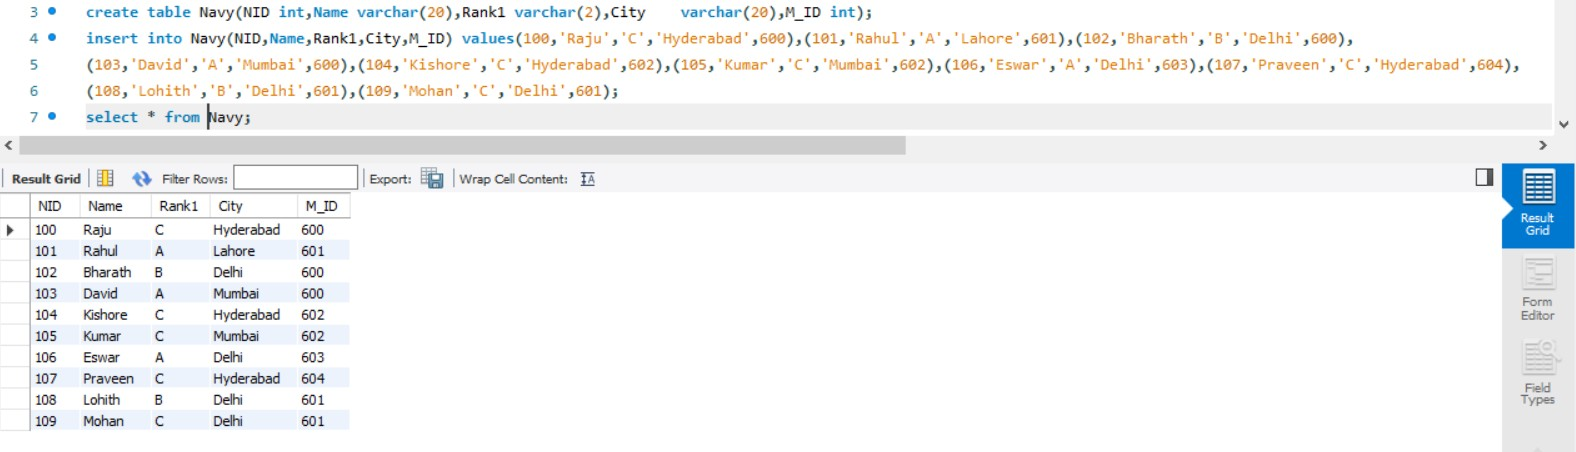 3 create table Navy(NID int,Name varchar(20),Rank1 varchar(2),City    varchar(20),M_ID int);
4 insert into Navy(NID,Name,Rank1,City,M_ID) values(100,'Raju','C','Hyderabad',600),(101,'Rahul','A','Lahore',601),(102,'Bharath','B','Delhi',600),
5 (103,'David','A','Mumbai',600),(104,'Kishore','C','Hyderabad',602),(105,'Kumar','C','Mumbai',602),(106,'Eswar','A','Delhi',603),(107,'Praveen','C','Hyderabad',604),
6 (108,'Lohith','B','Delhi',601),(109,'Mohan','C','Delhi',601);
7 select * from Navy;
Result Grid Filter Rows: Export: Wrap Cell Content:
NID Name Rank1 City M_ID
100 Raju C Hyderabad 600
101 Rahul A Lahore 601
102 Bharath B Delhi 600
103 David A Mumbai 600
104 Kishore C Hyderabad 602
105 Kumar C Mumbai 602
106 Eswar A Delhi 603
107 Praveen C Hyderabad 604
108 Lohith B Delhi 601
109 Mohan C Delhi 601
Result
Grid
Form
Editor
Field
Types